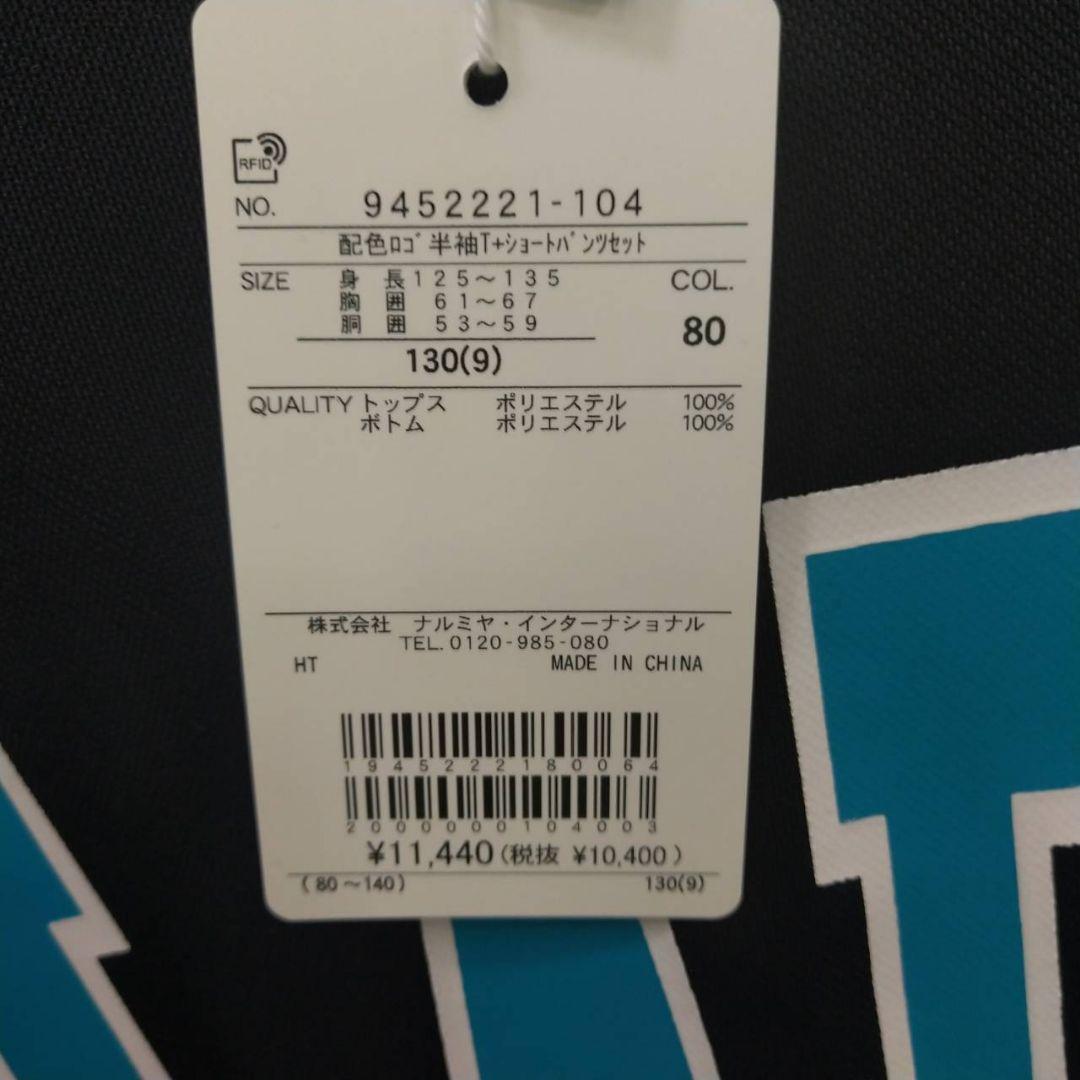 RFID
NO. 9452221-104
配色ﾛｺﾞ半袖T+ｼｮｰﾄﾊﾟﾝﾂｾｯﾄ
SIZE 身 長 125～135 COL.
胸 囲 61～67
胴 囲 53～59 80
130(9)
QUALITY トップス ポリエステル 100%
ボトム ポリエステル 100%
株式会社 ナルミヤ・インターナショナル
TEL. 0120-985-080
HT MADE IN CHINA
1945222180064
2000000104003
¥11,440 (税抜 ¥10,400)
(80～140) 130(9)